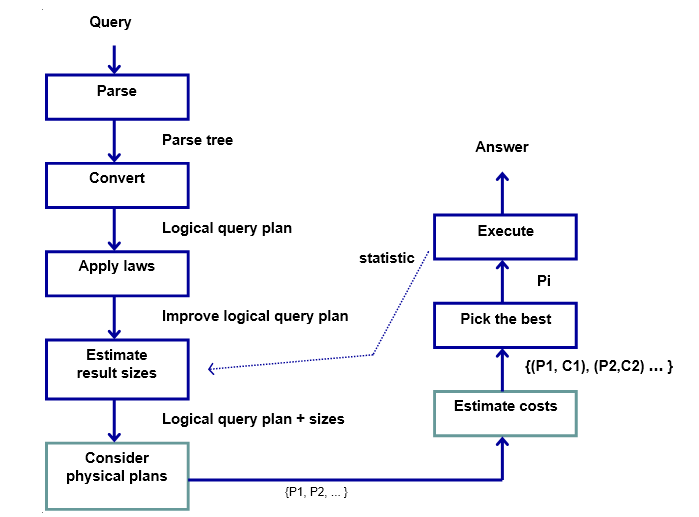 Query
Parse
Parse tree
Convert
Logical query plan
Apply laws
Improve logical query plan
Estimate
result sizes
Logical query plan + sizes
Consider
physical plans
{P1, P2, ... }
Estimate costs
{(P1, C1), (P2,C2) ... }
Pick the best
Pi
Execute
statistic
Answer